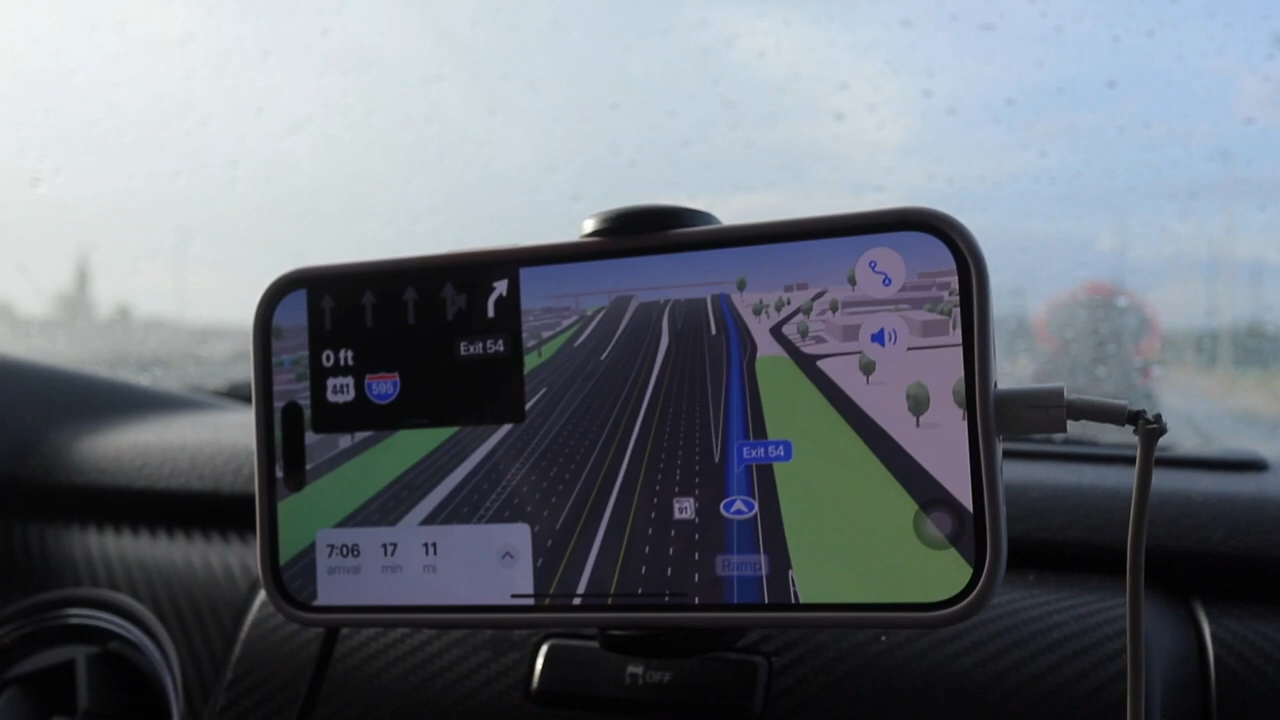 0 ft
Exit 54
441
595
Exit 54
91
Ramp
7:06 17 11
arrival min mi
OFF